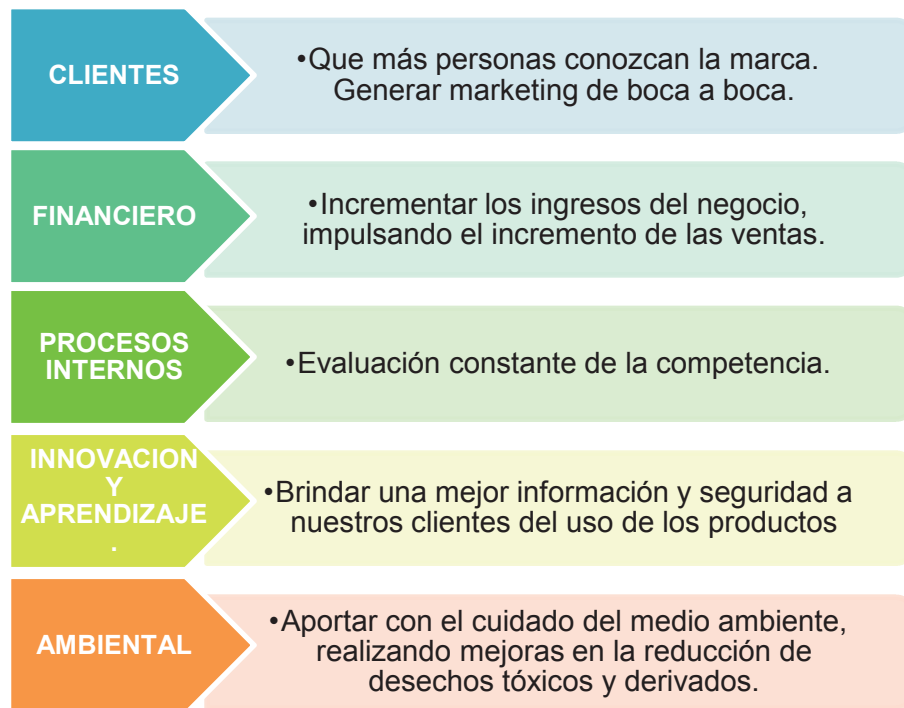 CLIENTES
•Que más personas conozcan la marca.
Generar marketing de boca a boca.
FINANCIERO
•Incrementar los ingresos del negocio,
impulsando el incremento de las ventas.
PROCESOS
INTERNOS
•Evaluación constante de la competencia.
INNOVACION
Y
APRENDIZAJE
.
•Brindar una mejor información y seguridad a
nuestros clientes del uso de los productos
AMBIENTAL
•Aportar con el cuidado del medio ambiente,
realizando mejoras en la reducción de
desechos tóxicos y derivados.